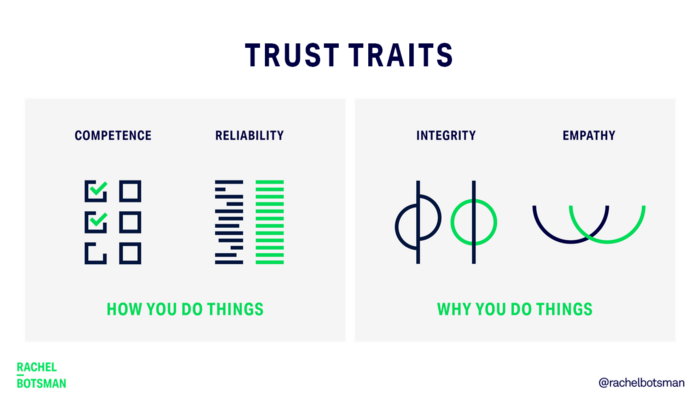 TRUST TRAITS
COMPETENCE
RELIABILITY
HOW YOU DO THINGS
INTEGRITY
EMPATHY
WHY YOU DO THINGS
RACHEL
BOTSMAN
@rachelbotsman